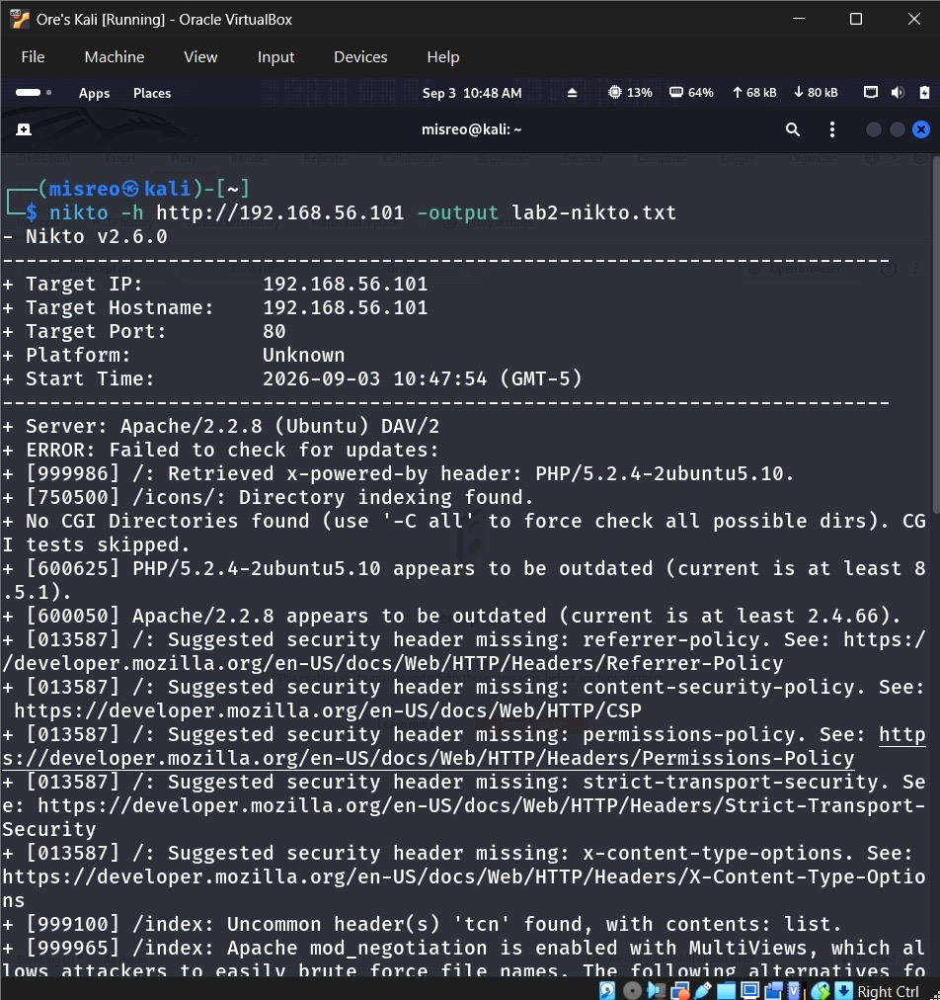 Ore's Kali [Running] - Oracle VirtualBox
File Machine View Input Devices Help
Apps Places Sep 3 10:48 AM 13% 64% ↑ 68 kB ↓ 80 kB
misreo@kali: ~
┌──(misreo㉿kali)-[~]
└─$ nikto -h http://192.168.56.101 -output lab2-nikto.txt
- Nikto v2.6.0
---------------------------------------------------------------------------
+ Target IP: 192.168.56.101
+ Target Hostname: 192.168.56.101
+ Target Port: 80
+ Platform: Unknown
+ Start Time: 2026-09-03 10:47:54 (GMT-5)
---------------------------------------------------------------------------
+ Server: Apache/2.2.8 (Ubuntu) DAV/2
+ ERROR: Failed to check for updates:
+ [999986] /: Retrieved x-powered-by header: PHP/5.2.4-2ubuntu5.10.
+ [750500] /icons/: Directory indexing found.
+ No CGI Directories found (use '-C all' to force check all possible dirs). CG
I tests skipped.
+ [600625] PHP/5.2.4-2ubuntu5.10 appears to be outdated (current is at least 8
.5.1).
+ [600050] Apache/2.2.8 appears to be outdated (current is at least 2.4.66).
+ [013587] /: Suggested security header missing: referrer-policy. See: https:/
/developer.mozilla.org/en-US/docs/Web/HTTP/Headers/Referrer-Policy
+ [013587] /: Suggested security header missing: content-security-policy. See:
https://developer.mozilla.org/en-US/docs/Web/HTTP/CSP
+ [013587] /: Suggested security header missing: permissions-policy. See: http
s://developer.mozilla.org/en-US/docs/Web/HTTP/Headers/Permissions-Policy
+ [013587] /: Suggested security header missing: strict-transport-security. Se
e: https://developer.mozilla.org/en-US/docs/Web/HTTP/Headers/Strict-Transport-
Security
+ [013587] /: Suggested security header missing: x-content-type-options. See:
https://developer.mozilla.org/en-US/docs/Web/HTTP/Headers/X-Content-Type-Optio
ns
+ [999100] /index: Uncommon header(s) 'tcn' found, with contents: list.
+ [999965] /index: Apache mod_negotiation is enabled with MultiViews, which al
lows attackers to easily brute force file names. The following alternatives fo
Right Ctrl